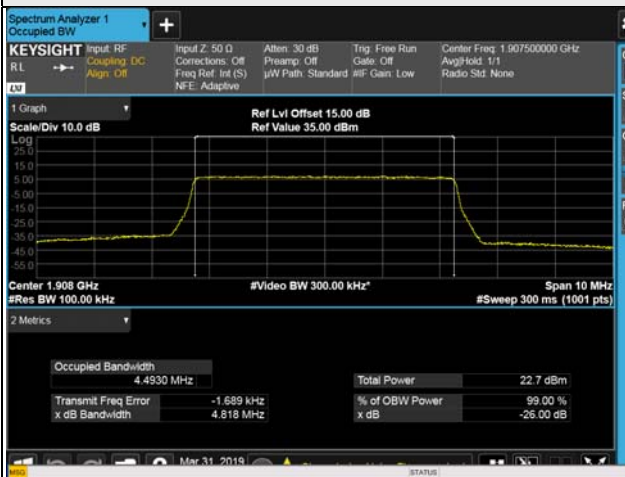 Spectrum Analyzer 1
Occupied BW
+
KEYSIGHT Input: RF Input Z: 50 Ω Atten: 30 dB Trig: Free Run Center Freq: 1.907500000 GHz
RL Coupling: DC Corrections: Off Preamp: Off Gate: Off Avg|Hold: 1/1
Align: Off Freq Ref: Int (S) µW Path: Standard #IF Gain: Low Radio Std: None
LXI NFE: Adaptive
1 Graph
Ref Lvl Offset 15.00 dB
Scale/Div 10.0 dB Ref Value 35.00 dBm
Log
25.0
15.0
5.00
-5.00
-15.0
-25.0
-35.0
-45.0
-55.0
Center 1.908 GHz #Video BW 300.00 kHz* Span 10 MHz
#Res BW 100.00 kHz #Sweep 300 ms (1001 pts)
2 Metrics
Occupied Bandwidth
4.4930 MHz Total Power 22.7 dBm
Transmit Freq Error -1.689 kHz % of OBW Power 99.00 %
x dB Bandwidth 4.818 MHz x dB -26.00 dB
Mar 31, 2019
MSG STATUS